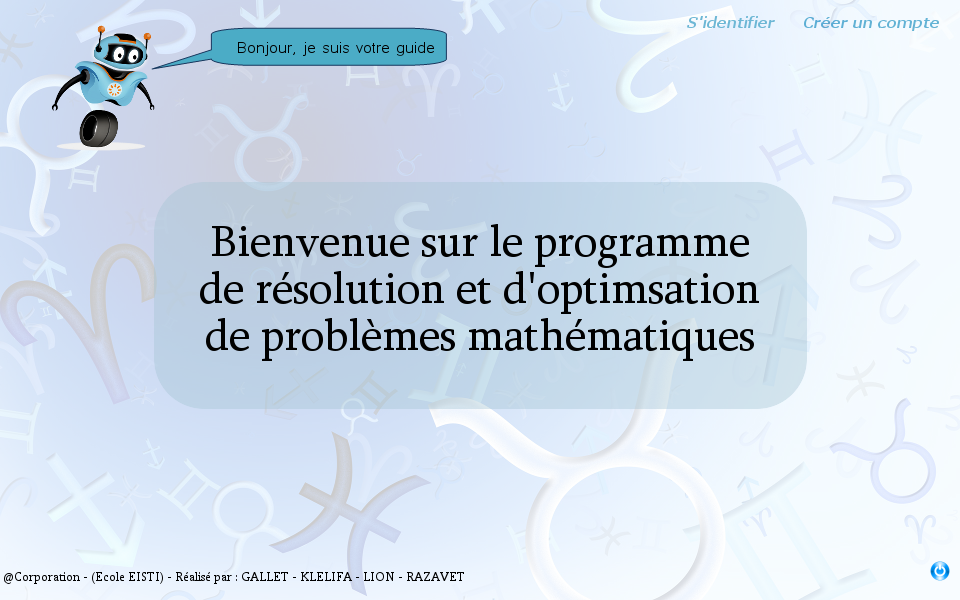 S'identifier Créer un compte
Bonjour, je suis votre guide
Bienvenue sur le programme
de résolution et d'optimsation
de problèmes mathématiques
@Corporation - (Ecole EISTI) - Réalisé par : GALLET - KLELIFA - LION - RAZAVET